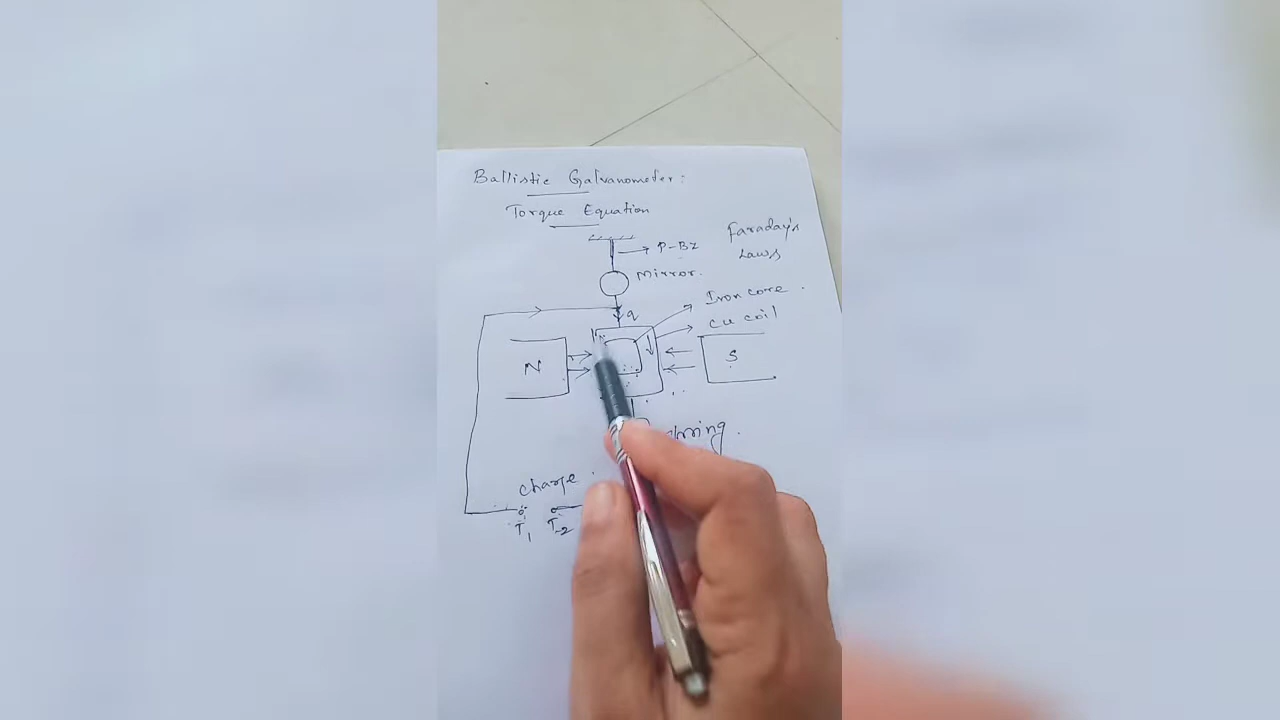 Ballistic Galvanometer:
Torque Equation
P-BZ
Faraday's
Laws
Mirror.
Iron core.
q
cu coil
N
S
charge.
T1 T2